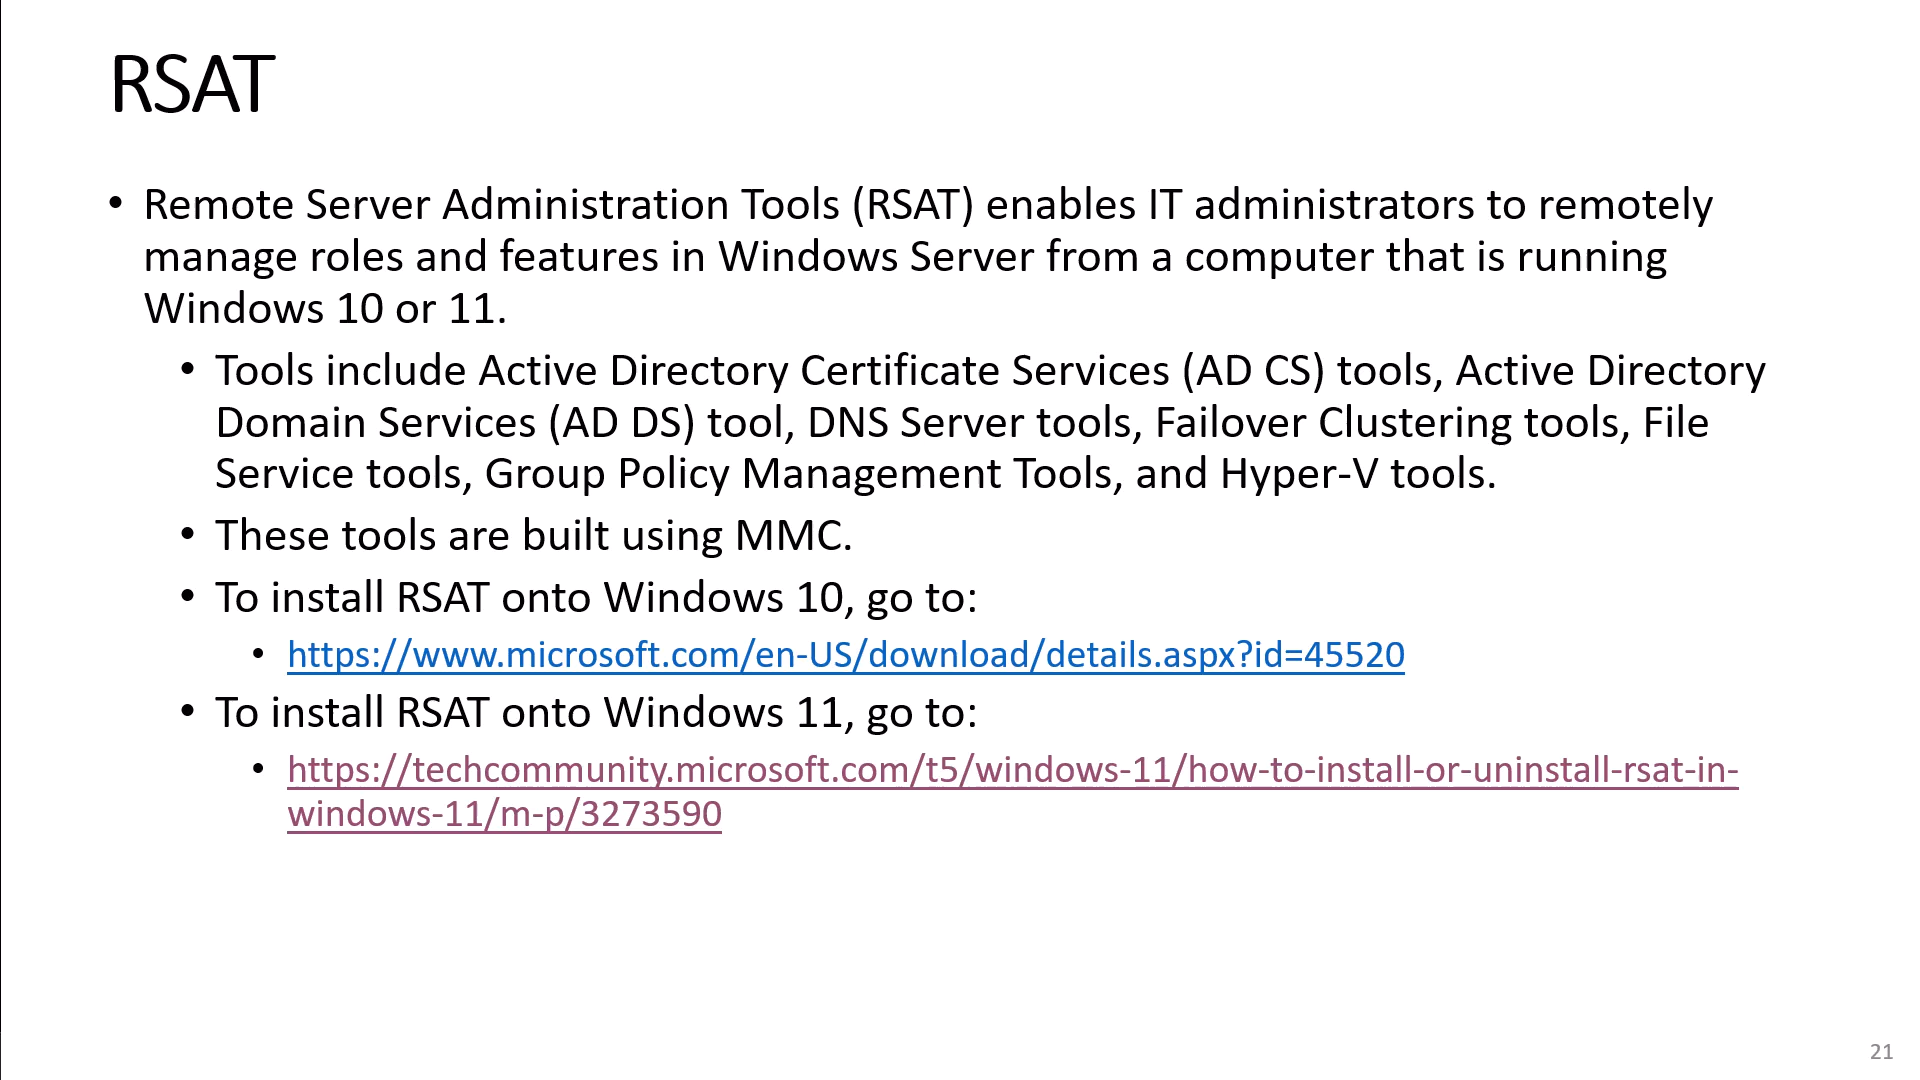 RSAT
• Remote Server Administration Tools (RSAT) enables IT administrators to remotely
manage roles and features in Windows Server from a computer that is running
Windows 10 or 11.
• Tools include Active Directory Certificate Services (AD CS) tools, Active Directory
Domain Services (AD DS) tool, DNS Server tools, Failover Clustering tools, File
Service tools, Group Policy Management Tools, and Hyper-V tools.
• These tools are built using MMC.
• To install RSAT onto Windows 10, go to:
• https://www.microsoft.com/en-US/download/details.aspx?id=45520
• To install RSAT onto Windows 11, go to:
• https://techcommunity.microsoft.com/t5/windows-11/how-to-install-or-uninstall-rsat-in-
windows-11/m-p/3273590
21